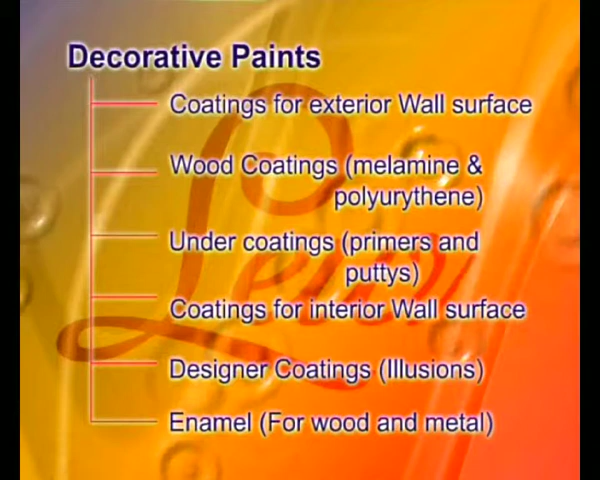 Decorative Paints
Coatings for exterior Wall surface
Wood Coatings (melamine &
polyurythene)
Under coatings (primers and
puttys)
Coatings for interior Wall surface
Designer Coatings (Illusions)
Enamel (For wood and metal)